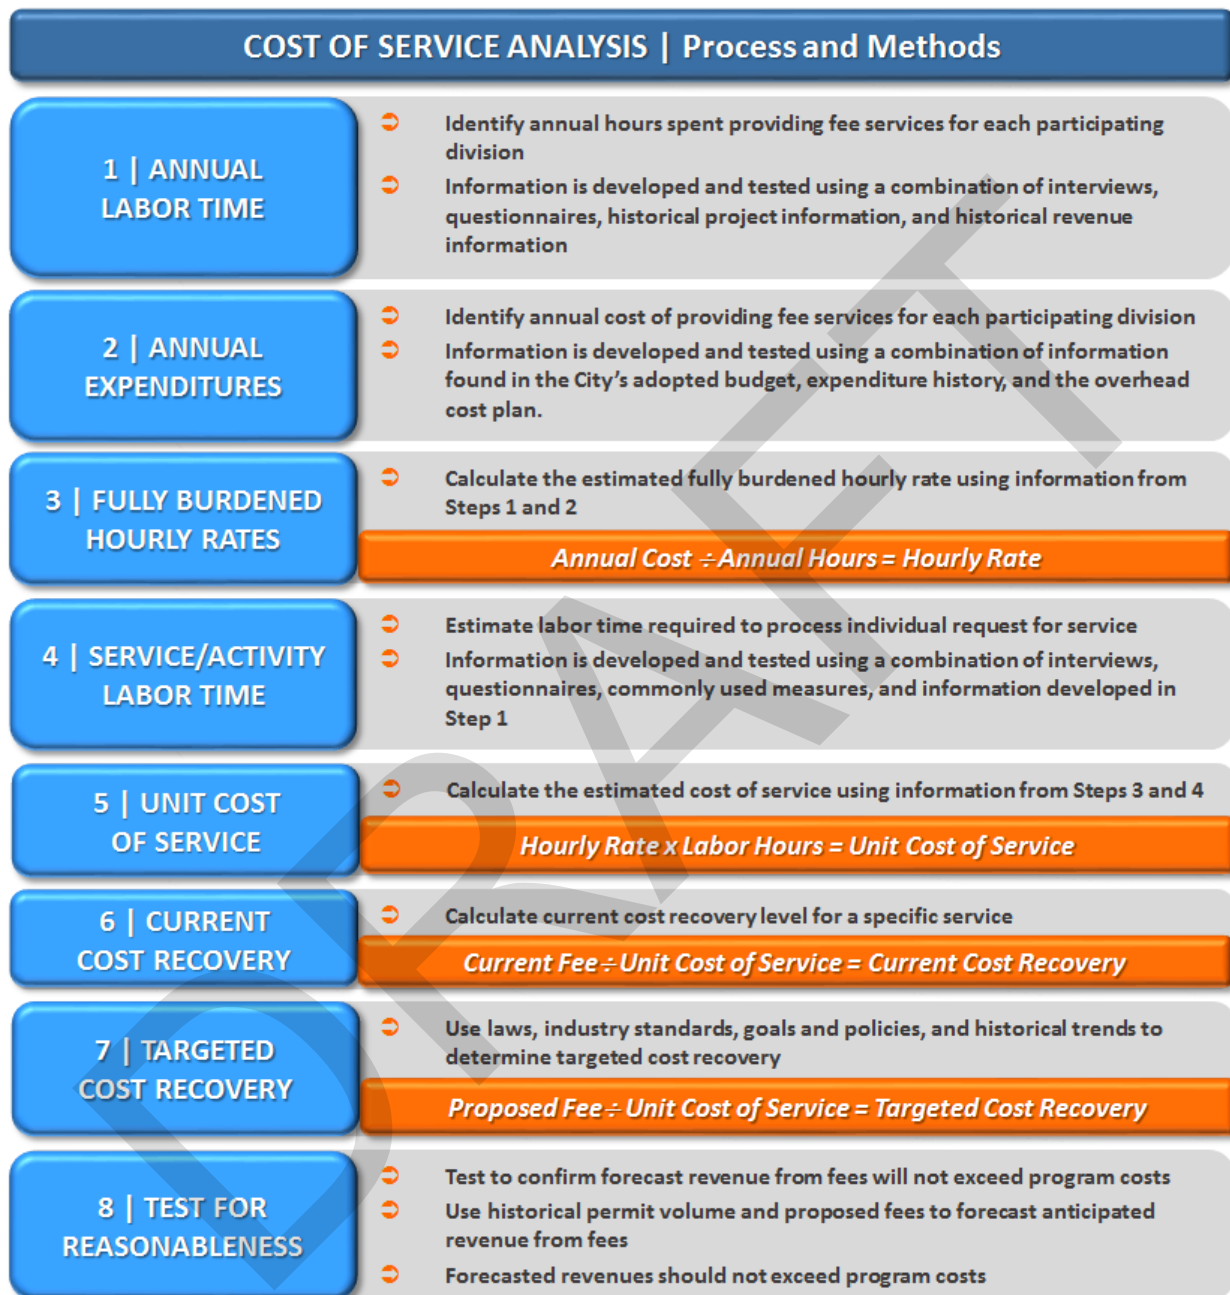 COST OF SERVICE ANALYSIS | Process and Methods
1 | ANNUAL
LABOR TIME
Identify annual hours spent providing fee services for each participating
division
Information is developed and tested using a combination of interviews,
questionnaires, historical project information, and historical revenue
information
2 | ANNUAL
EXPENDITURES
Identify annual cost of providing fee services for each participating division
Information is developed and tested using a combination of information
found in the City's adopted budget, expenditure history, and the overhead
cost plan.
3 | FULLY BURDENED
HOURLY RATES
Calculate the estimated fully burdened hourly rate using information from
Steps 1 and 2
Annual Cost ÷ Annual Hours = Hourly Rate
4 | SERVICE/ACTIVITY
LABOR TIME
Estimate labor time required to process individual request for service
Information is developed and tested using a combination of interviews,
questionnaires, commonly used measures, and information developed in
Step 1
5 | UNIT COST
OF SERVICE
Calculate the estimated cost of service using information from Steps 3 and 4
Hourly Rate x Labor Hours = Unit Cost of Service
6 | CURRENT
COST RECOVERY
Calculate current cost recovery level for a specific service
Current Fee ÷ Unit Cost of Service = Current Cost Recovery
7 | TARGETED
COST RECOVERY
Use laws, industry standards, goals and policies, and historical trends to
determine targeted cost recovery
Proposed Fee ÷ Unit Cost of Service = Targeted Cost Recovery
8 | TEST FOR
REASONABLENESS
Test to confirm forecast revenue from fees will not exceed program costs
Use historical permit volume and proposed fees to forecast anticipated
revenue from fees
Forecasted revenues should not exceed program costs
DRAFT